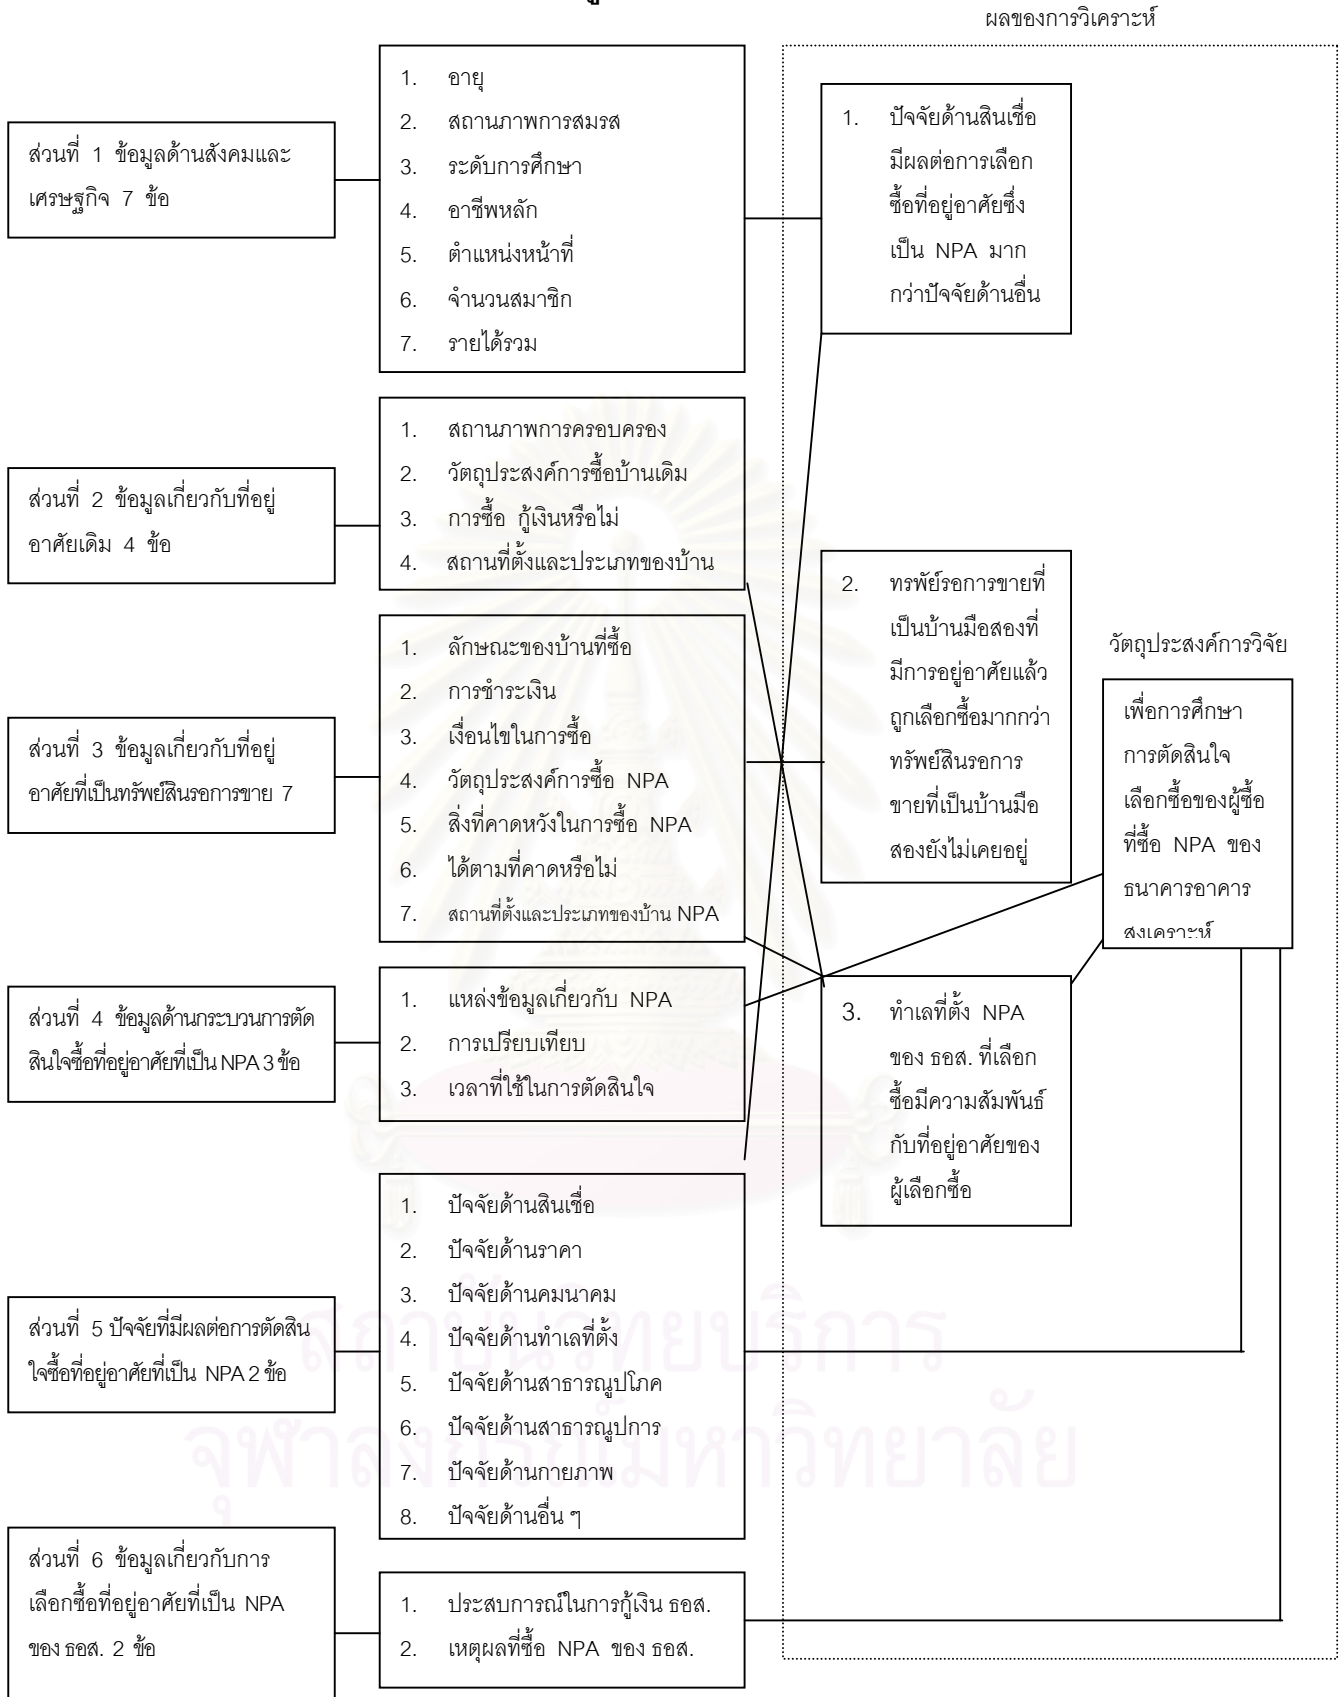 ผลของการวิเคราะห์
ส่วนที่ 1 ข้อมูลด้านสังคมและ
เศรษฐกิจ 7 ข้อ
1. อายุ
2. สถานภาพการสมรส
3. ระดับการศึกษา
4. อาชีพหลัก
5. ตำแหน่งหน้าที่
6. จำนวนสมาชิก
7. รายได้รวม
1. ปัจจัยด้านสินเชื่อ
มีผลต่อการเลือก
ซื้อที่อยู่อาศัยซึ่ง
เป็น NPA มาก
กว่าปัจจัยด้านอื่น
ส่วนที่ 2 ข้อมูลเกี่ยวกับที่อยู่
อาศัยเดิม 4 ข้อ
1. สถานภาพการครอบครอง
2. วัตถุประสงค์การซื้อบ้านเดิม
3. การซื้อ กู้เงินหรือไม่
4. สถานที่ตั้งและประเภทของบ้าน
2. ทรพัย์รอการขายที่
เป็นบ้านมือสองที่
มีการอยู่อาศัยแล้ว
ถูกเลือกซื้อมากกว่า
ทรัพย์สินรอการ
ขายที่เป็นบ้านมือ
สองยังไม่เคยอยู่
ส่วนที่ 3 ข้อมูลเกี่ยวกับที่อยู่
อาศัยที่เป็นทรัพย์สินรอการขาย 7
1. ลักษณะของบ้านที่ซื้อ
2. การชำระเงิน
3. เงื่อนไขในการซื้อ
4. วัตถุประสงค์การซื้อ NPA
5. สิ่งที่คาดหวังในการซื้อ NPA
6. ได้ตามที่คาดหรือไม่
7. สถานที่ตั้งและประเภทของบ้าน NPA
วัตถุประสงค์การวิจัย
เพื่อการศึกษา
การตัดสินใจ
เลือกซื้อของผู้ซื้อ
ที่ซื้อ NPA ของ
ธนาคารอาคาร
สงเคราะห์
ส่วนที่ 4 ข้อมูลด้านกระบวนการตัด
สินใจซื้อที่อยู่อาศัยที่เป็น NPA 3 ข้อ
1. แหล่งข้อมูลเกี่ยวกับ NPA
2. การเปรียบเทียบ
3. เวลาที่ใช้ในการตัดสินใจ
3. ทำเลที่ตั้ง NPA
ของ ธอส. ที่เลือก
ซื้อมีความสัมพันธ์
กับที่อยู่อาศัยของ
ผู้เลือกซื้อ
ส่วนที่ 5 ปัจจัยที่มีผลต่อการตัดสิน
ใจซื้อที่อยู่อาศัยที่เป็น NPA 2 ข้อ
1. ปัจจัยด้านสินเชื่อ
2. ปัจจัยด้านราคา
3. ปัจจัยด้านคมนาคม
4. ปัจจัยด้านทำเลที่ตั้ง
5. ปัจจัยด้านสาธารณูปโภค
6. ปัจจัยด้านสาธารณูปการ
7. ปัจจัยด้านกายภาพ
8. ปัจจัยด้านอื่น ๆ
สถาบันวิทยบริการ
จุฬาลงกรณ์มหาวิทยาลัย
ส่วนที่ 6 ข้อมูลเกี่ยวกับการ
เลือกซื้อที่อยู่อาศัยที่เป็น NPA
ของ ธอส. 2 ข้อ
1. ประสบการณ์ในการกู้เงิน ธอส.
2. เหตุผลที่ซื้อ NPA ของ ธอส.